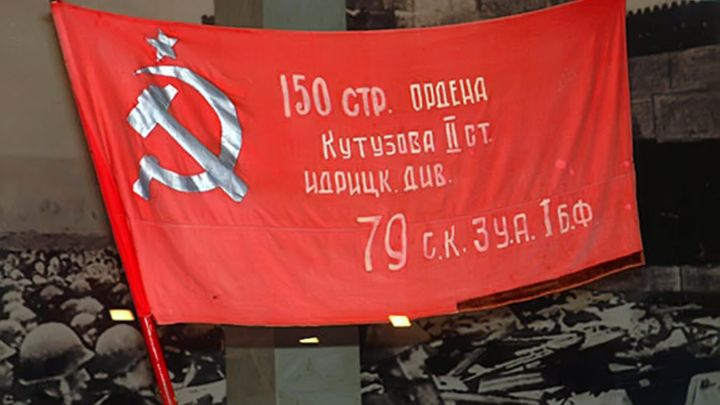 150 стр. ОРДЕНА
Кутузова II ст.
идрицк. див.
79 с.к. 3 у.А. 1 б.Ф.